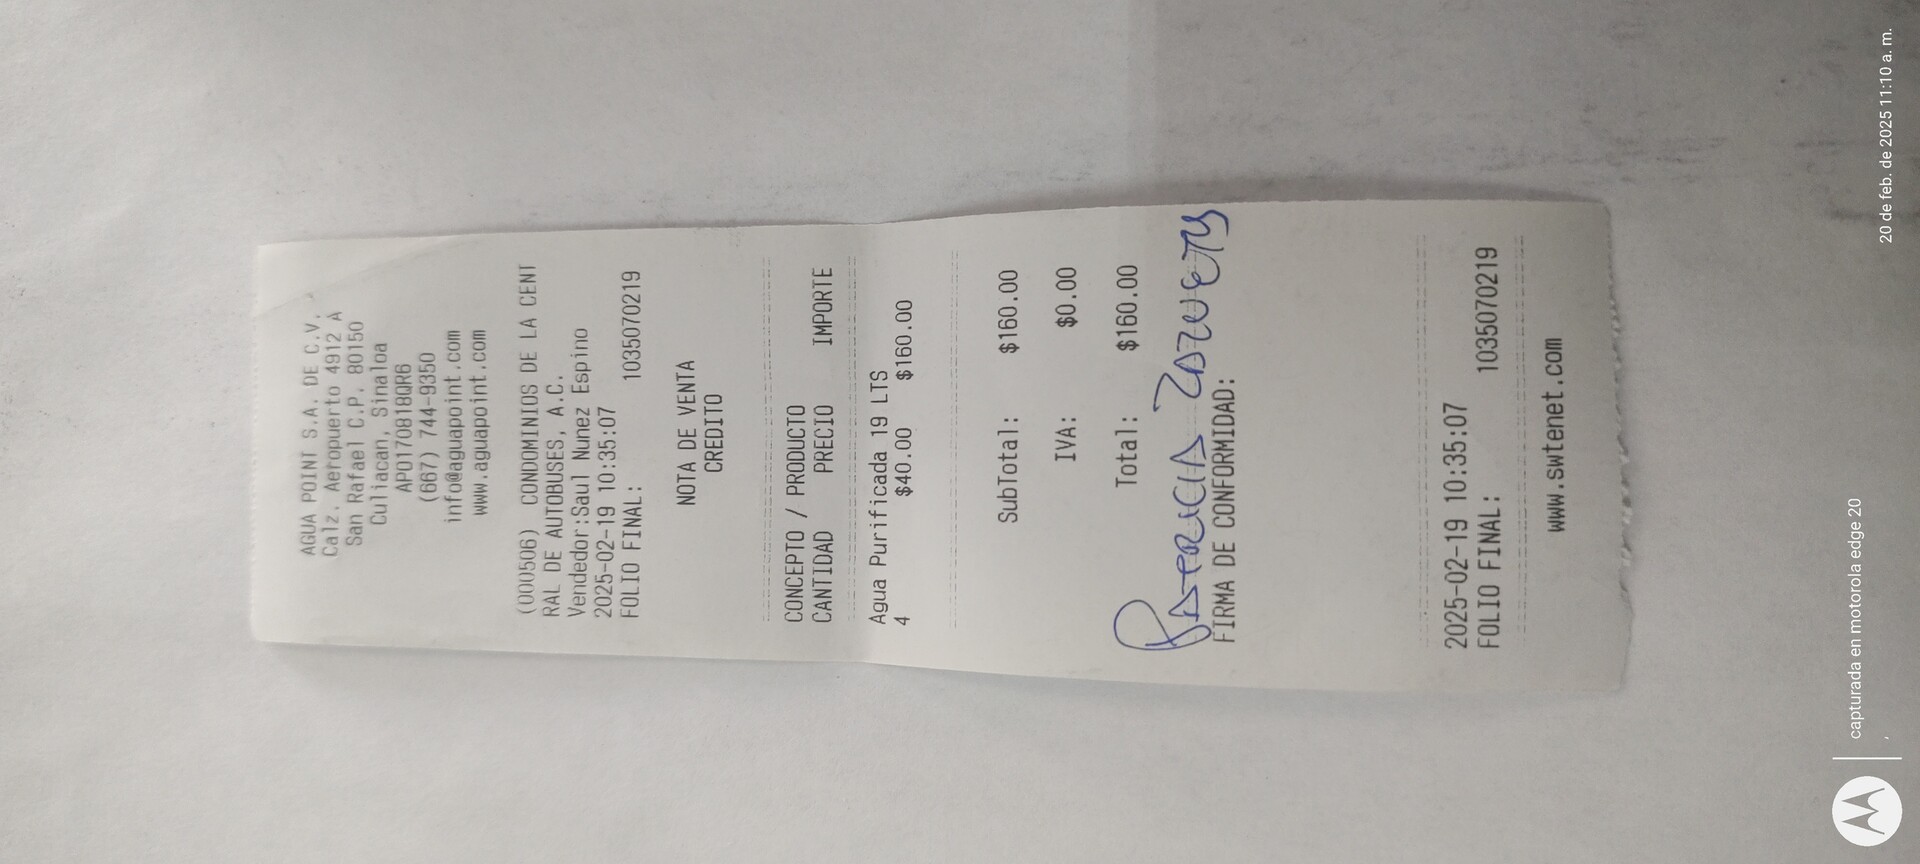 AGUA POINT S.A. DE C.V.
Calz. Aeropuerto 4912 A
San Rafael C.P. 80150
Culiacan, Sinaloa
APO170818QR6
(667) 744-9350
info@aguapoint.com
www.aguapoint.com
(000506) CONDOMINIOS DE LA CENT
RAL DE AUTOBUSES, A.C.
Vendedor:Saul Nunez Espino
2025-02-19 10:35:07
FOLIO FINAL: 1035070219
NOTA DE VENTA
CREDITO
CONCEPTO / PRODUCTO
CANTIDAD PRECIO IMPORTE
Agua Purificada 19 LTS
4 $40.00 $160.00
SubTotal: $160.00
IVA: $0.00
Total: $160.00
PATRICIA ZAZUETA
FIRMA DE CONFORMIDAD:
2025-02-19 10:35:07
FOLIO FINAL: 1035070219
www.swtenet.com
capturada en motorola edge 20
,
20 de feb. de 2025 11:10 a. m.